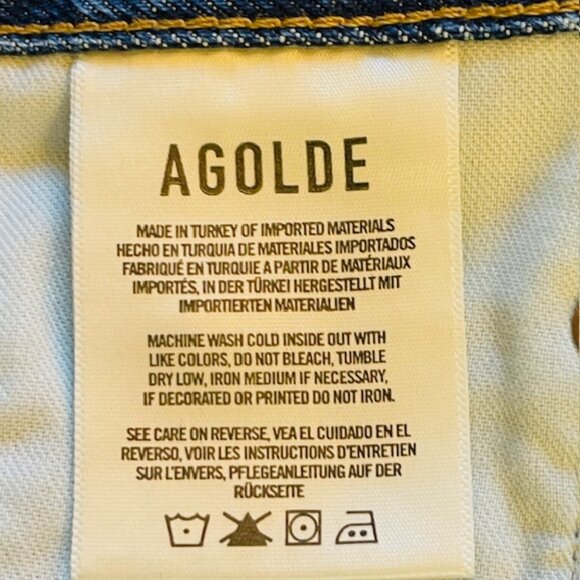 AGOLDE
MADE IN TURKEY OF IMPORTED MATERIALS
HECHO EN TURQUIA DE MATERIALES IMPORTADOS
FABRIQUÉ EN TURQUIE A PARTIR DE MATÉRIAUX
IMPORTÉS, IN DER TÜRKEI HERGESTELLT MIT
IMPORTIERTEN MATERIALIEN
MACHINE WASH COLD INSIDE OUT WITH
LIKE COLORS, DO NOT BLEACH, TUMBLE
DRY LOW, IRON MEDIUM IF NECESSARY,
IF DECORATED OR PRINTED DO NOT IRON.
SEE CARE ON REVERSE, VEA EL CUIDADO EN EL
REVERSO, VOIR LES INSTRUCTIONS D'ENTRETIEN
SUR L'ENVERS, PFLEGEANLEITUNG AUF DER
RÜCKSEITE